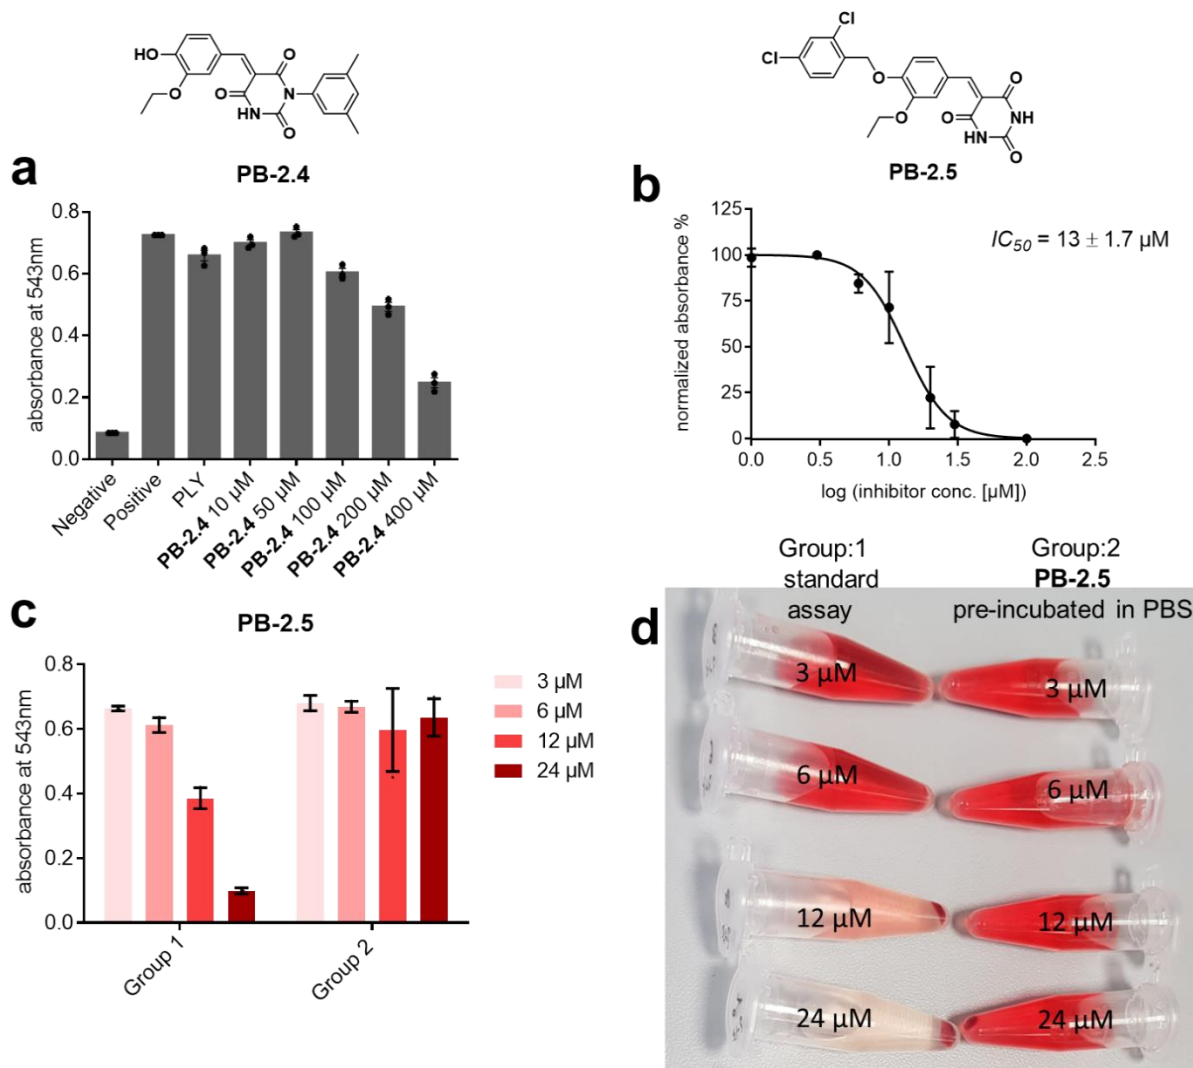 HO
O
O
N
O
NH
O
PB-2.4
Cl
Cl
O
O
O
O
NH
NH
O
PB-2.5
a
absorbance at 543nm
0.8
0.6
0.4
0.2
0.0
Negative
Positive
PLY
PB-2.4 10 µM
PB-2.4 50 µM
PB-2.4 100 µM
PB-2.4 200 µM
PB-2.4 400 µM
b
normalized absorbance %
125
100
75
50
25
0
IC50 = 13 ± 1.7 µM
0.0 0.5 1.0 1.5 2.0 2.5
log (inhibitor conc. [µM])
c
PB-2.5
absorbance at 543nm
0.8
0.6
0.4
0.2
0.0
3 µM
6 µM
12 µM
24 µM
Group 1
Group 2
d
Group:1
standard
assay
Group:2
PB-2.5
pre-incubated in PBS
3 µM
3 µM
6 µM
6 µM
12 µM
12 µM
24 µM
24 µM